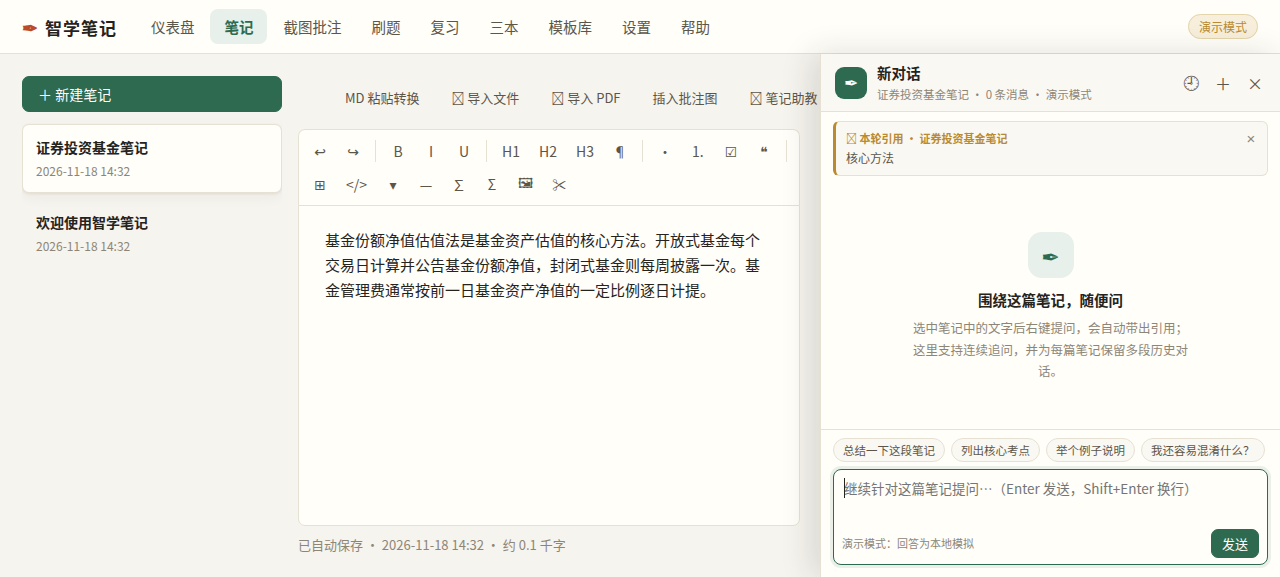 智学笔记
仪表盘
笔记
截图批注
刷题
复习
三本
模板库
设置
帮助
演示模式
＋ 新建笔记
证券投资基金笔记
2026-11-18 14:32
欢迎使用智学笔记
2026-11-18 14:32
MD 粘贴转换
导入文件
导入 PDF
插入批注图
笔记助教
↩ ↪ B I U H1 H2 H3 ¶ • 1. ☑ ❝
⊞ </> ▾ — ∑ Σ 🖼 ✂
基金份额净值估值法是基金资产估值的核心方法。开放式基金每个
交易日计算并公告基金份额净值，封闭式基金则每周披露一次。基
金管理费通常按前一日基金资产净值的一定比例逐日计提。
已自动保存 · 2026-11-18 14:32 · 约 0.1 千字
新对话
证券投资基金笔记 · 0 条消息 · 演示模式
本轮引用 · 证券投资基金笔记
核心方法
围绕这篇笔记，随便问
选中笔记中的文字后右键提问，会自动带出引用；
这里支持连续追问，并为每篇笔记保留多段历史对
话。
总结一下这段笔记
列出核心考点
举个例子说明
我还容易混淆什么？
继续针对这篇笔记提问…（Enter 发送，Shift+Enter 换行）
演示模式：回答为本地模拟
发送